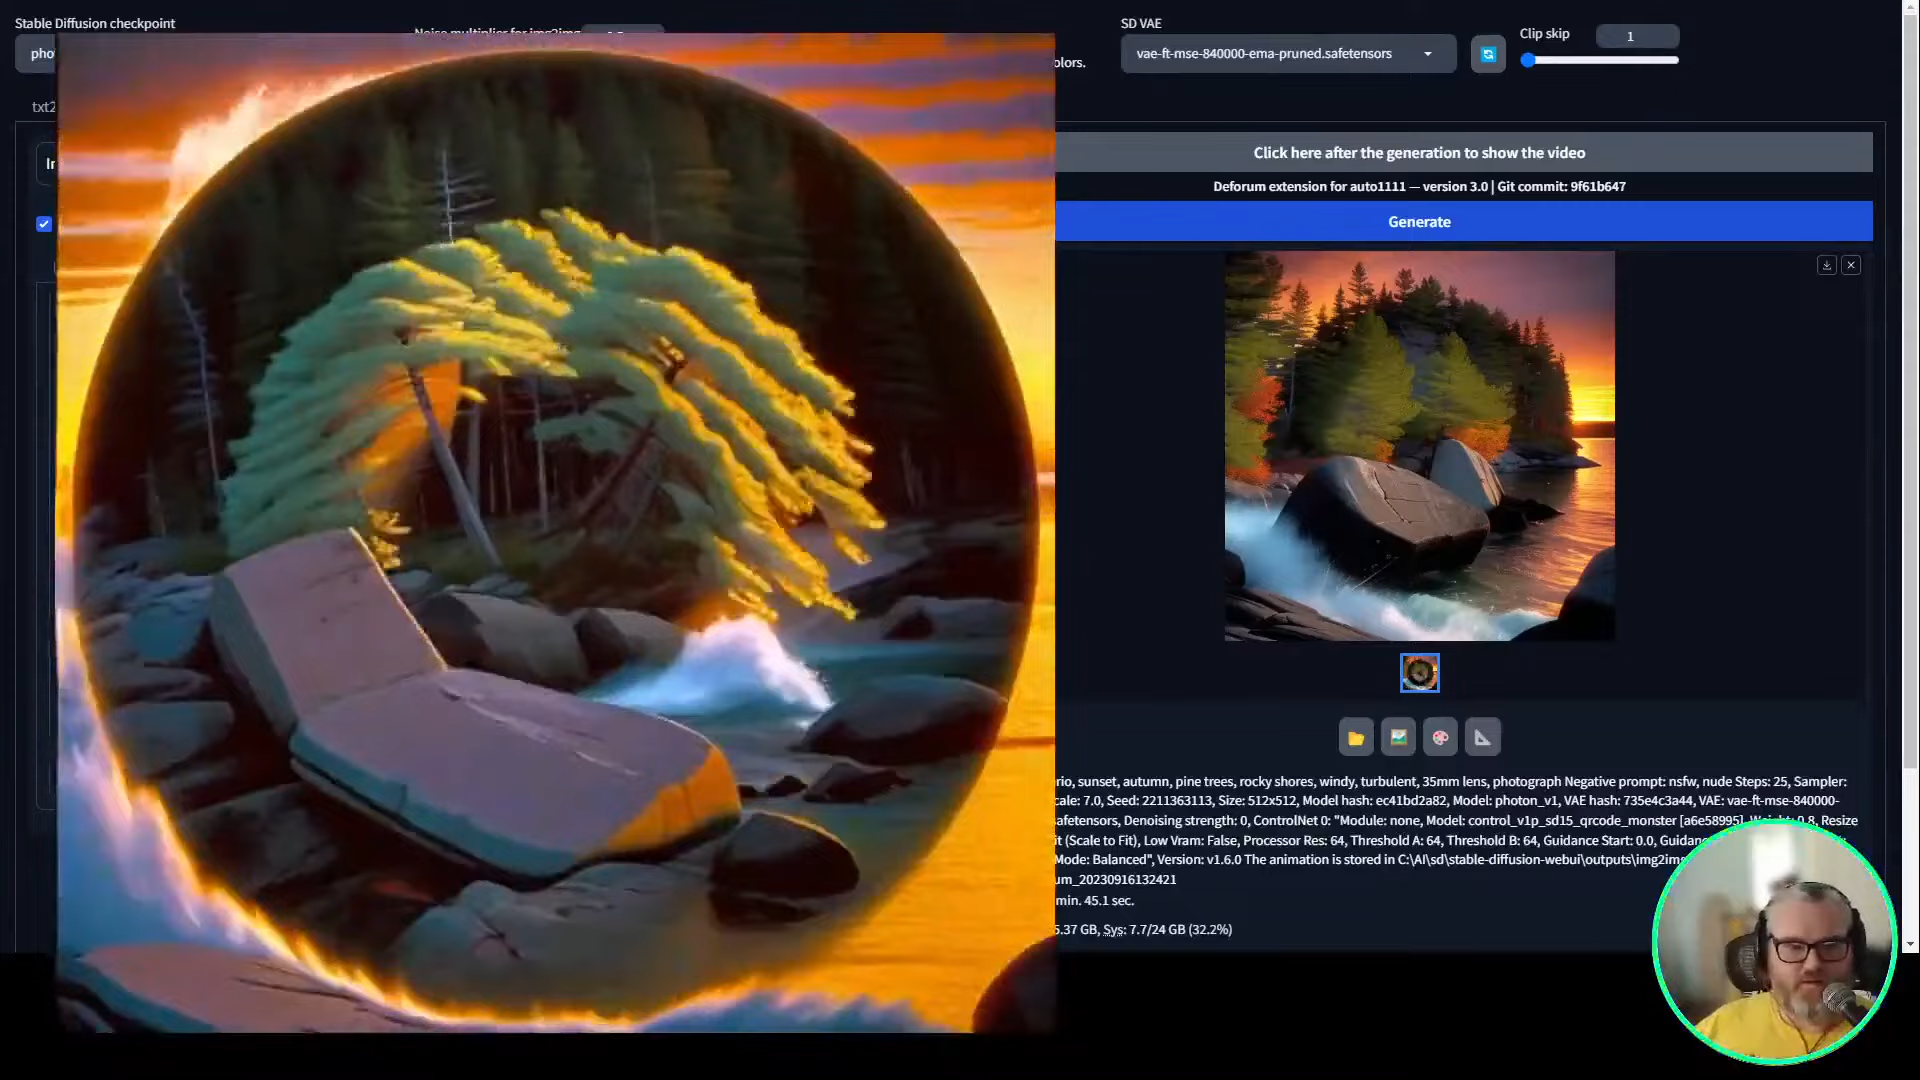 Stable Diffusion checkpoint
SD VAE
Clip skip
1
vae-ft-mse-840000-ema-pruned.safetensors
olors.
txt2
Click here after the generation to show the video
Deforum extension for auto1111 — version 3.0 | Git commit: 9f61b647
Generate
rio, sunset, autumn, pine trees, rocky shores, windy, turbulent, 35mm lens, photograph Negative prompt: nsfw, nude Steps: 25, Sampler:
cale: 7.0, Seed: 2211363113, Size: 512x512, Model hash: ec41bd2a82, Model: photon_v1, VAE hash: 735e4c3a44, VAE: vae-ft-mse-840000-
afetensors, Denoising strength: 0, ControlNet 0: "Module: none, Model: control_v1p_sd15_qrcode_monster [a6e58995], Weight: 0.8, Resize
it (Scale to Fit), Low Vram: False, Processor Res: 64, Threshold A: 64, Threshold B: 64, Guidance Start: 0.0, Guidanc
Mode: Balanced", Version: v1.6.0 The animation is stored in C:\AI\sd\stable-diffusion-webui\outputs\img2im
um_20230916132421
min. 45.1 sec.
5.37 GB, Sys: 7.7/24 GB (32.2%)